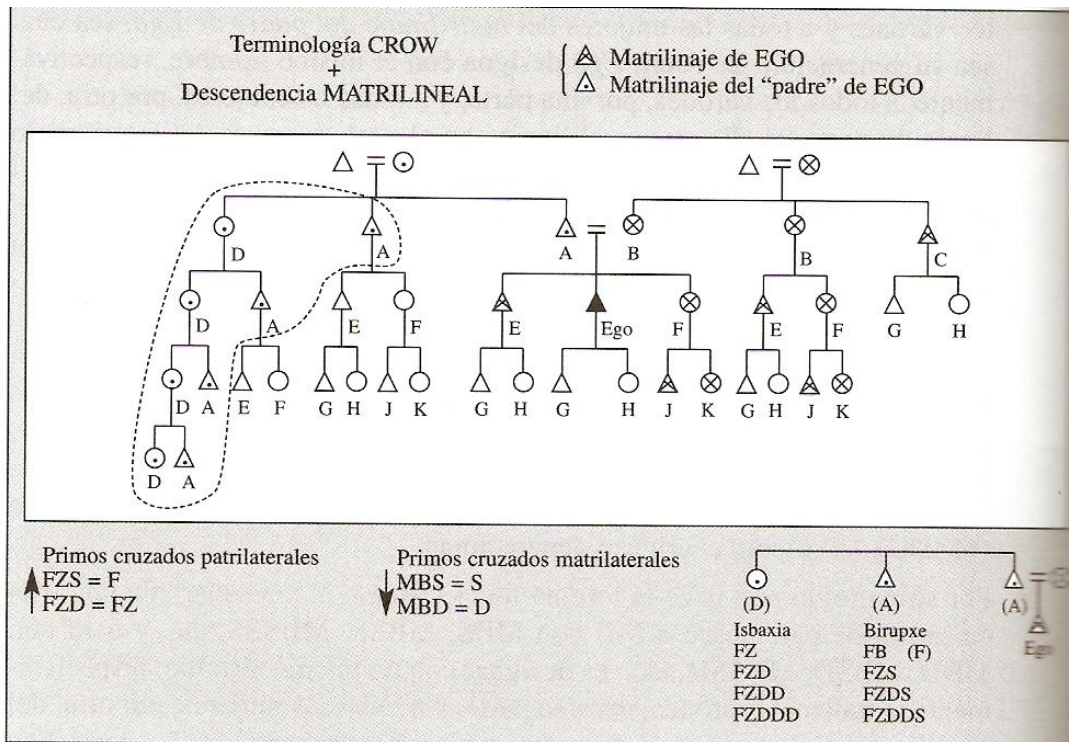 Terminología CROW
+
Descendencia MATRILINEAL
Matrilinaje de EGO
Matrilinaje del “padre” de EGO
D A A B B C
D A E F E Ego F E F G H
D A E F G H J K G H G H J K G H J K
D A
Primos cruzados patrilaterales
FZS = F
FZD = FZ
Primos cruzados matrilaterales
MBS = S
MBD = D
(D) (A) (A)
Ego
Isbaxia Birupxe
FZ FB (F)
FZD FZS
FZDD FZDS
FZDDD FZDDS